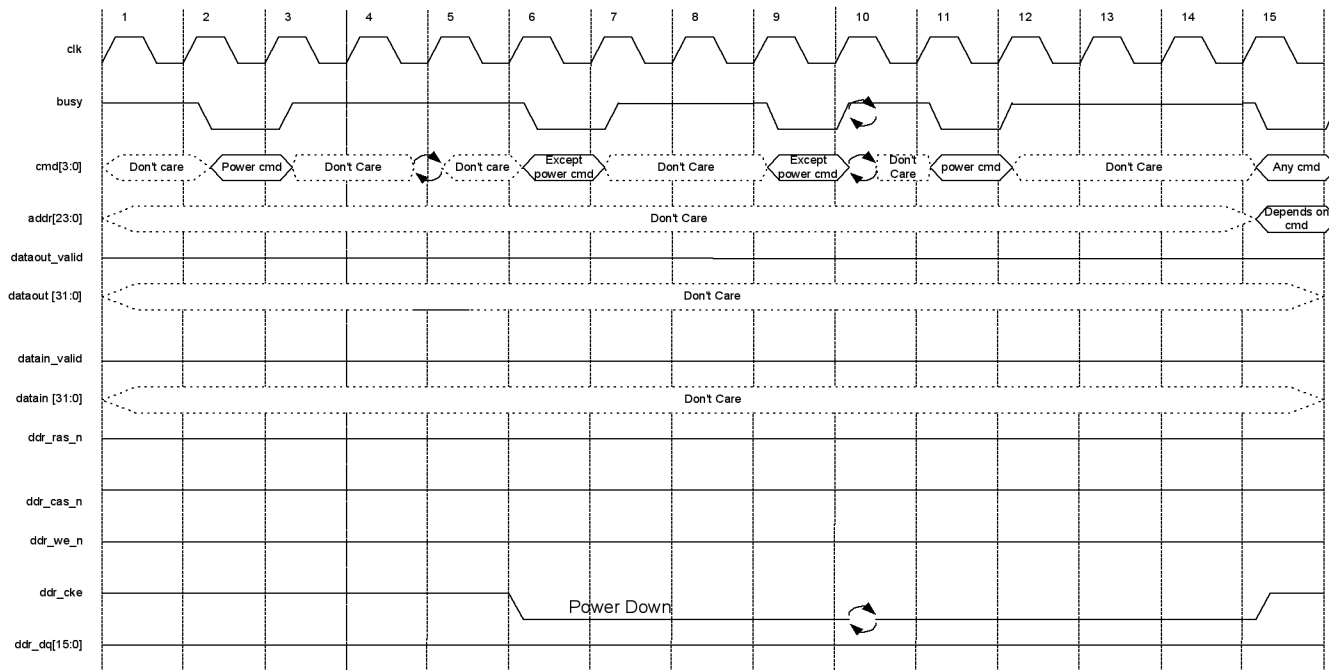 1 2 3 4 5 6 7 8 9 10 11 12 13 14 15
clk
busy
cmd[3:0] Don't care Power cmd Don't Care Don't care Except power cmd Don't Care Except power cmd Don't Care power cmd Don't Care Any cmd
addr[23:0] Don't Care Depends on cmd
dataout_valid
dataout [31:0] Don't Care
datain_valid
datain [31:0] Don't Care
ddr_ras_n
ddr_cas_n
ddr_we_n
ddr_cke Power Down
ddr_dq[15:0]